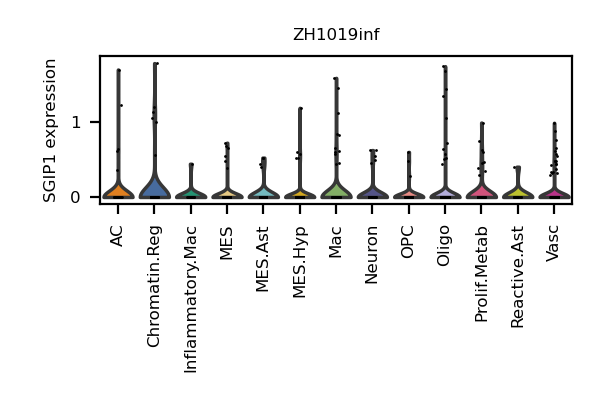 ZH1019inf
SGIP1 expression
1
0
AC
Chromatin.Reg
Inflammatory.Mac
MES
MES.Ast
MES.Hyp
Mac
Neuron
OPC
Oligo
Prolif.Metab
Reactive.Ast
Vasc